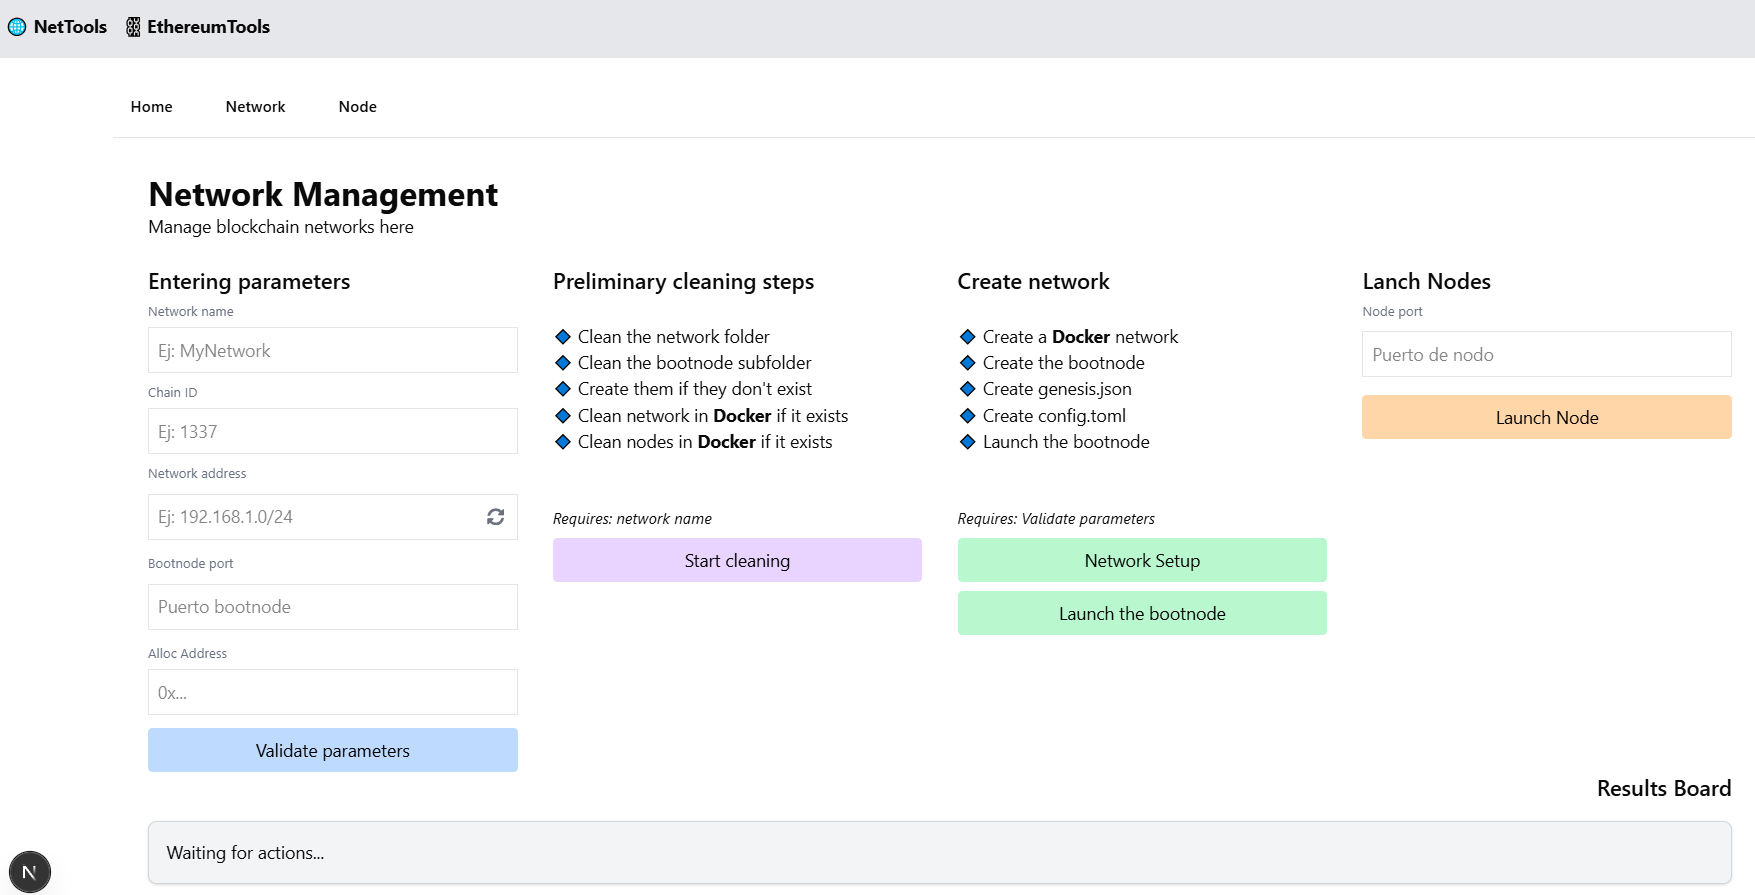 NetTools EthereumTools
Home Network Node
Network Management
Manage blockchain networks here
Entering parameters
Network name
Ej: MyNetwork
Chain ID
Ej: 1337
Network address
Ej: 192.168.1.0/24
Bootnode port
Puerto bootnode
Alloc Address
0x...
Validate parameters
Preliminary cleaning steps
Clean the network folder
Clean the bootnode subfolder
Create them if they don't exist
Clean network in Docker if it exists
Clean nodes in Docker if it exists
Requires: network name
Start cleaning
Create network
Create a Docker network
Create the bootnode
Create genesis.json
Create config.toml
Launch the bootnode
Requires: Validate parameters
Network Setup
Launch the bootnode
Lanch Nodes
Node port
Puerto de nodo
Launch Node
Results Board
Waiting for actions...
N